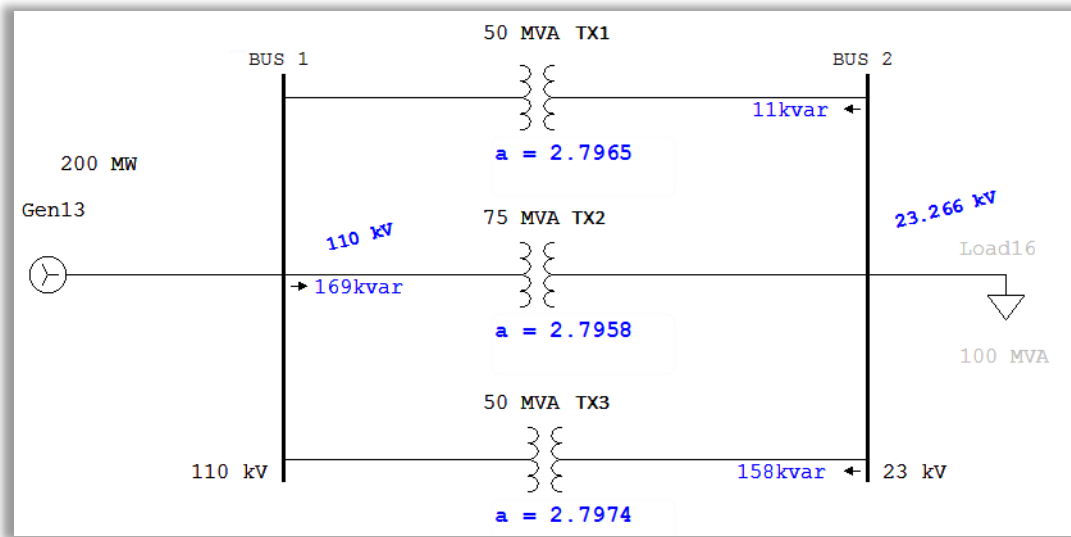 50 MVA TX1
BUS 1
BUS 2
11kvar
a = 2.7965
200 MW
Gen13
75 MVA TX2
110 kV
23.266 kV
Load16
169kvar
a = 2.7958
100 MVA
50 MVA TX3
110 kV
158kvar
23 kV
a = 2.7974